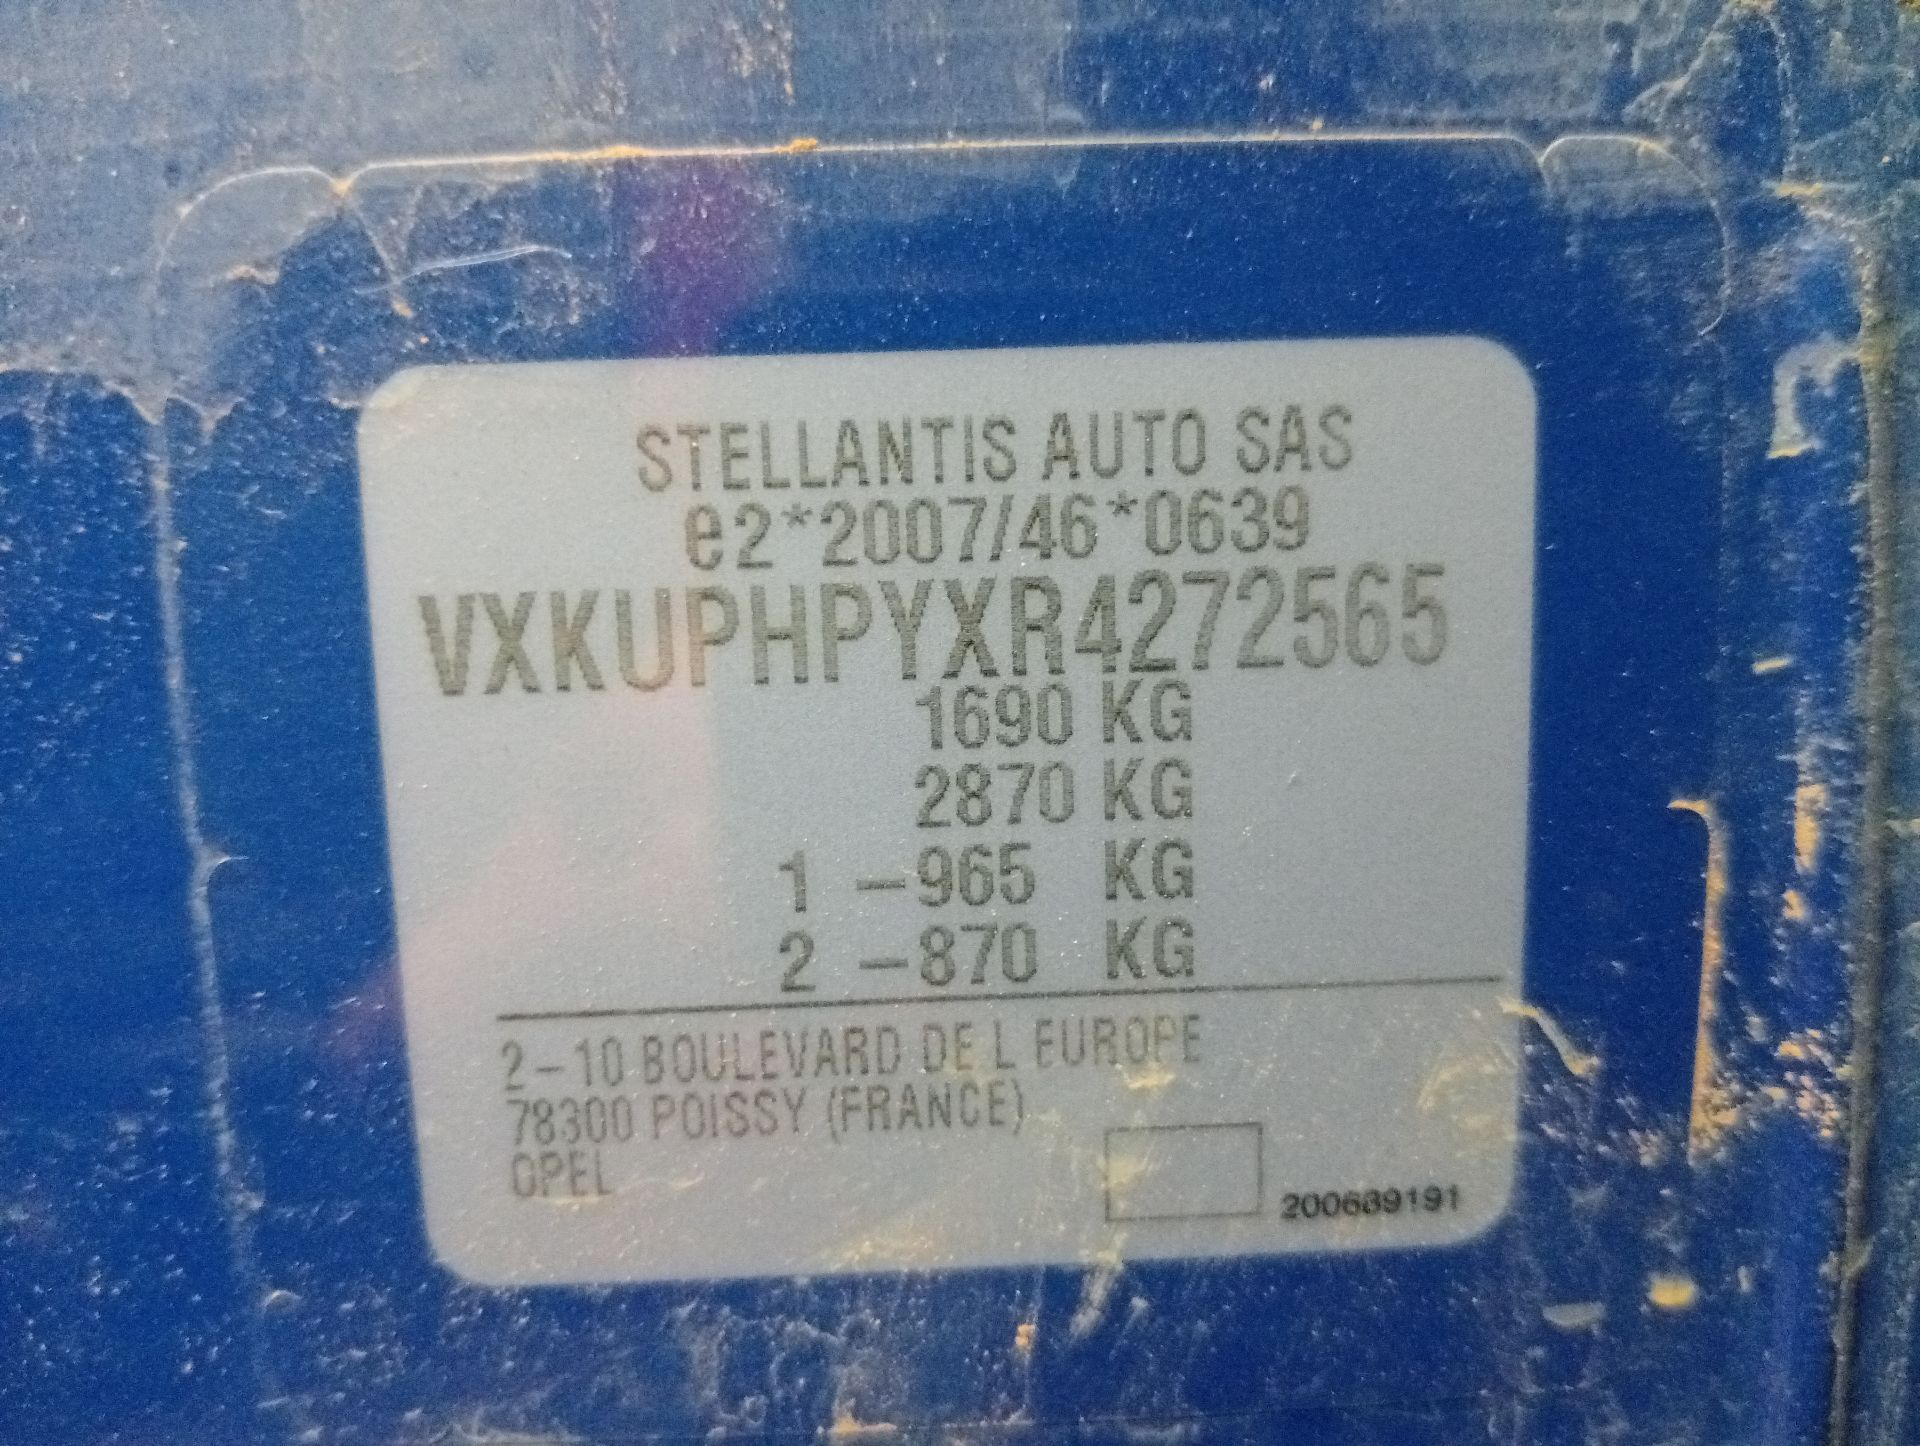 STELLANTIS AUTO SAS
e2*2007/46*0639
VXKUPHPYXR4272565
1690 KG
2870 KG
1 -965 KG
2 -870 KG
2-10 BOULEVARD DE L EUROPE
78300 POISSY (FRANCE)
OPEL
200689191